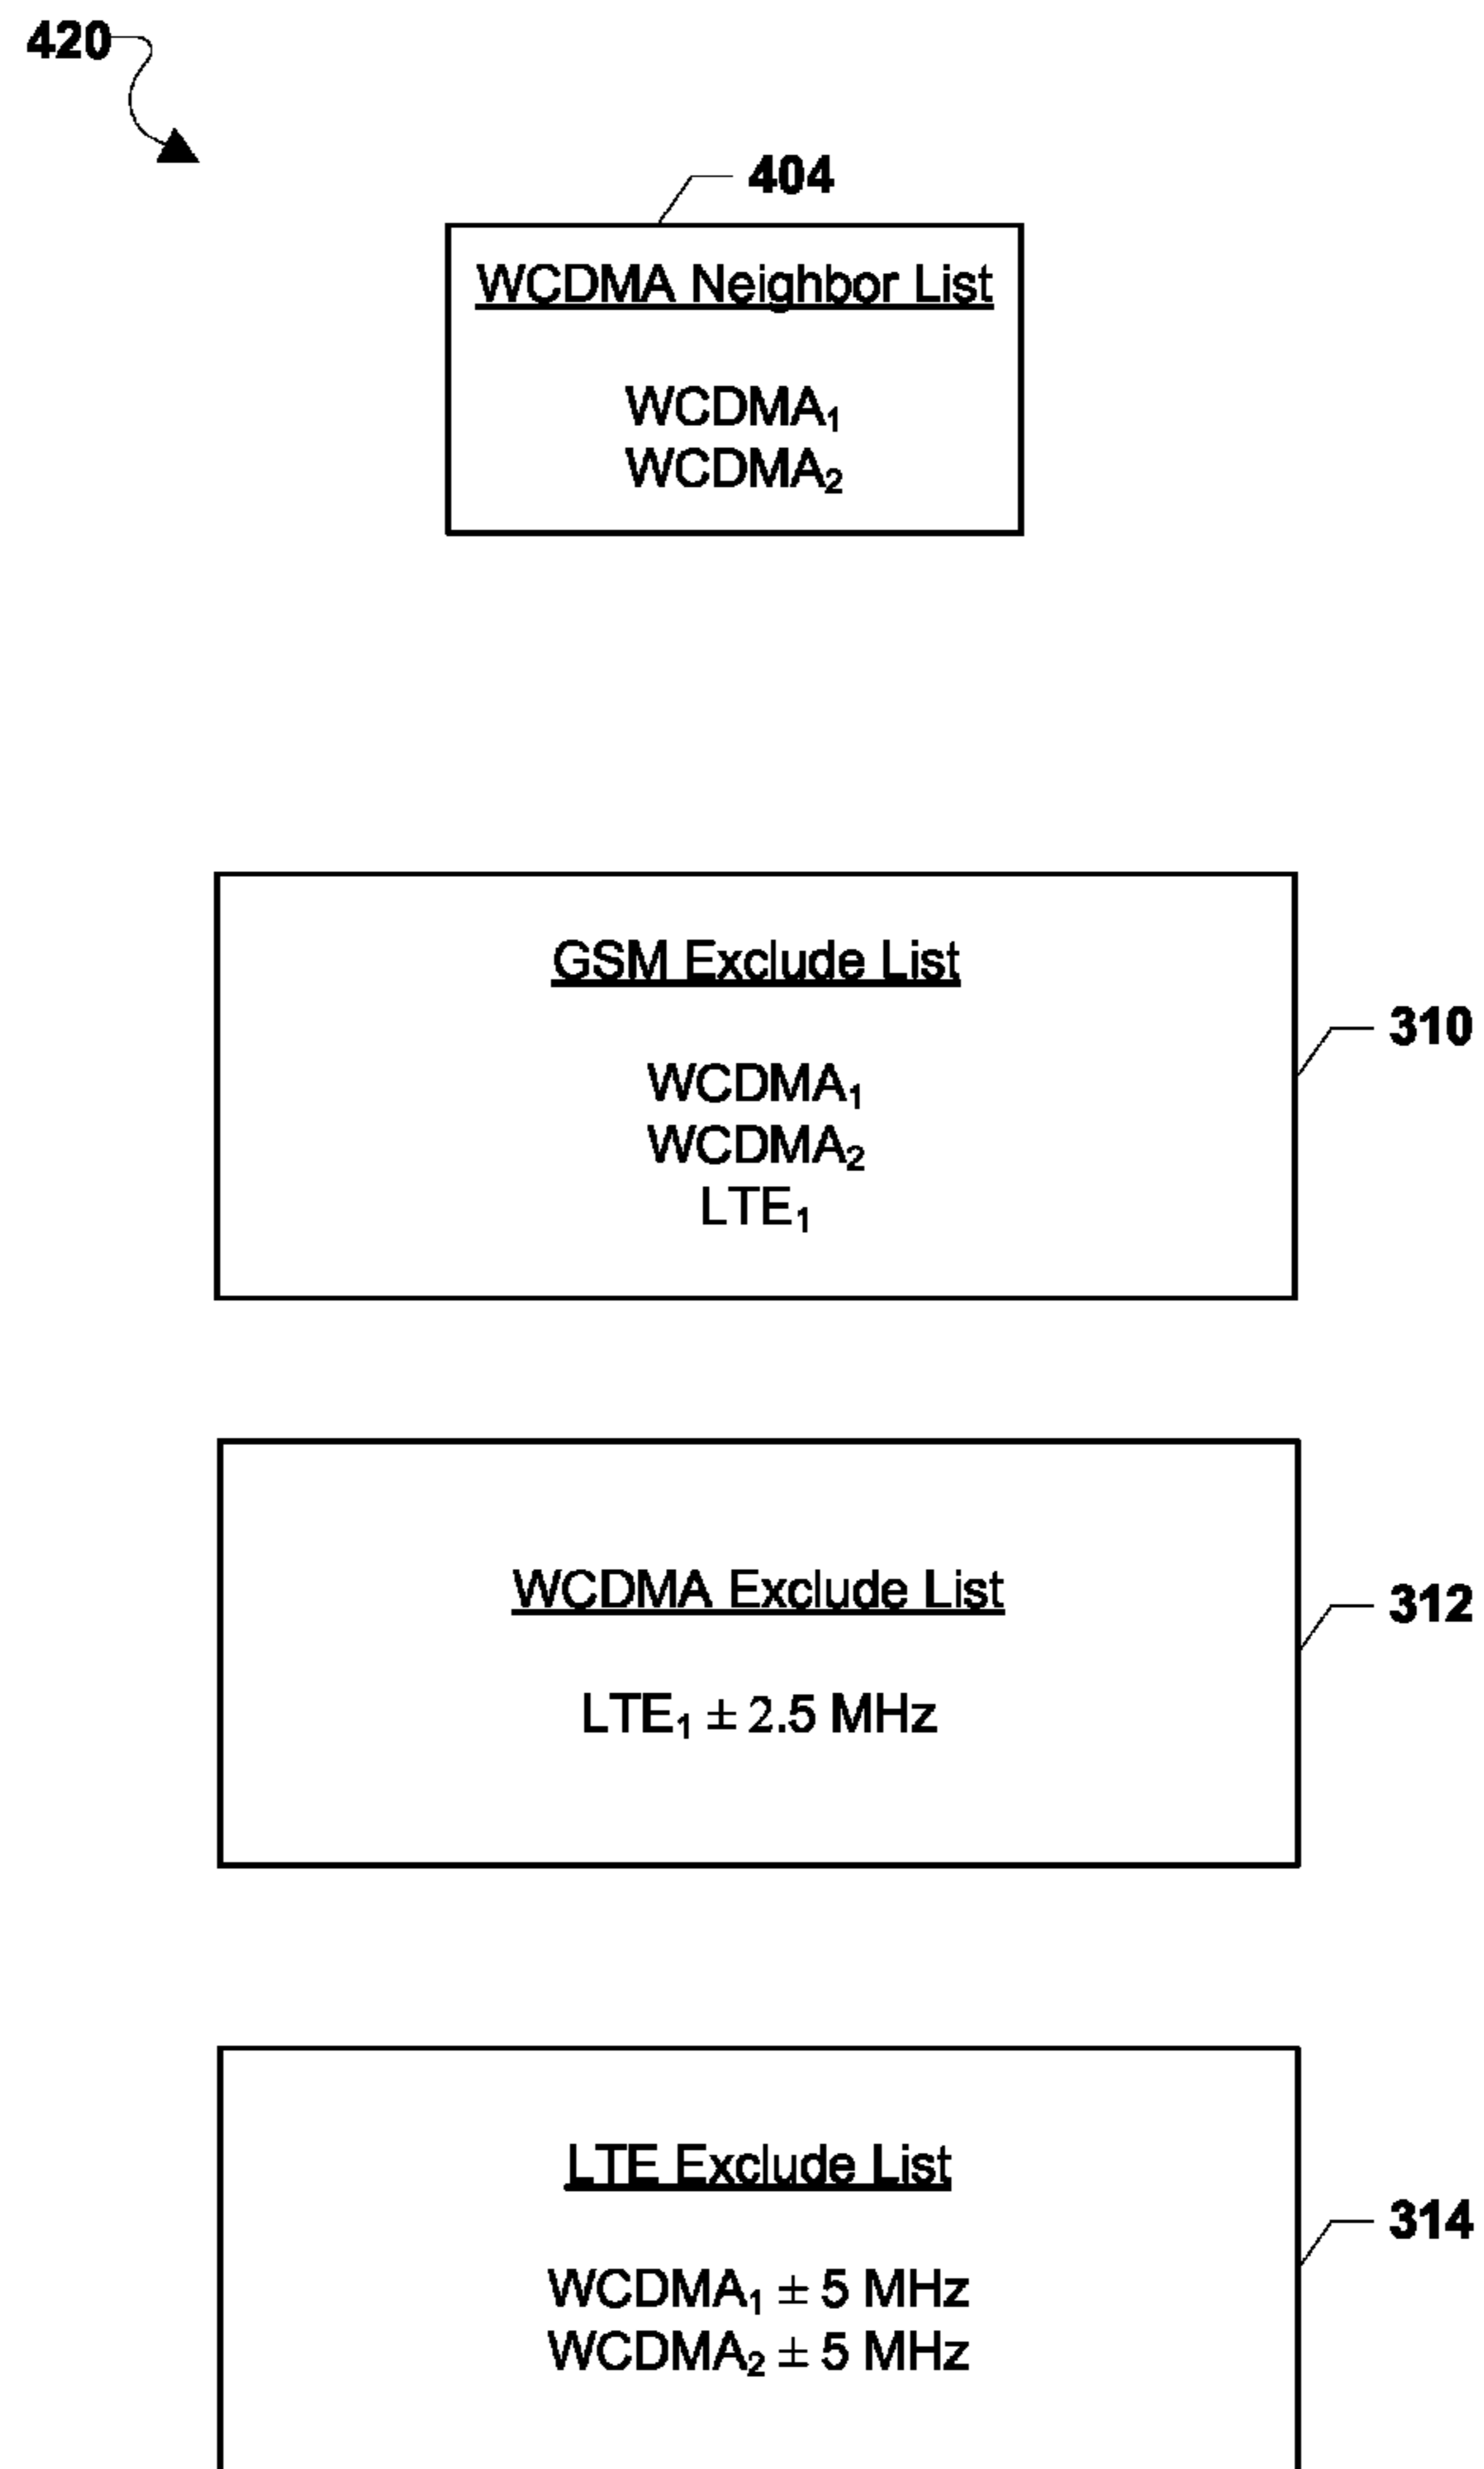 420
404
WCDMA Neighbor List
WCDMA₁
WCDMA₂
GSM Exclude List
310
WCDMA₁
WCDMA₂
LTE₁
WCDMA Exclude List
312
LTE₁ ± 2.5 MHz
LTE Exclude List
314
WCDMA₁ ± 5 MHz
WCDMA₂ ± 5 MHz